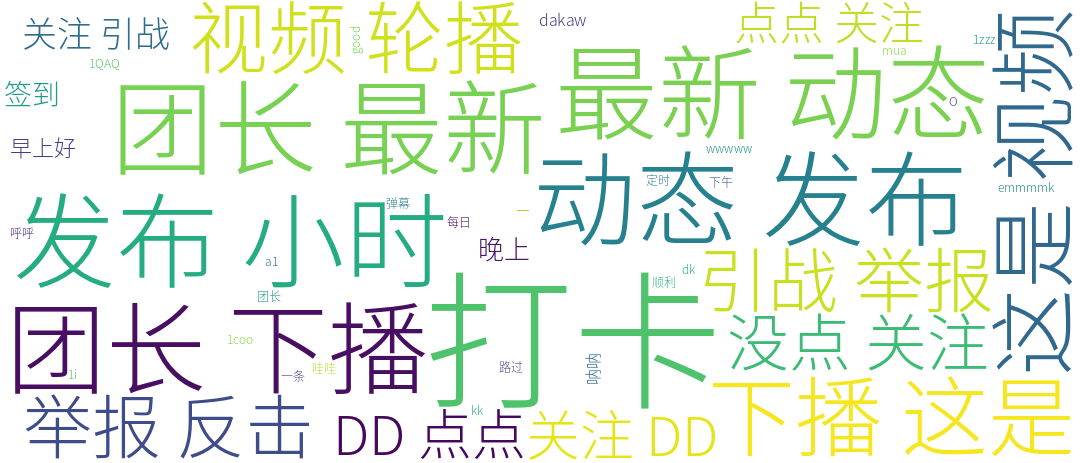 关注 引战
视频 轮播
good
dakaw
点点 关注
mua
1zzz
1QAQ
签到
团长 最新
最新 动态
o
是 视频
早上好
wwwww
发布 小时
弹幕
每日
一
动态 发布
定时
下午
emmmmk
呼呼
a1
晚上
团长
dk
顺利
引战 举报
团长 下播
打卡
1coo
1i
一条
哇哇
路过
呐呐
没点 关注
这是
举报 反击
DD 点点
kk
关注 DD
下播 这是